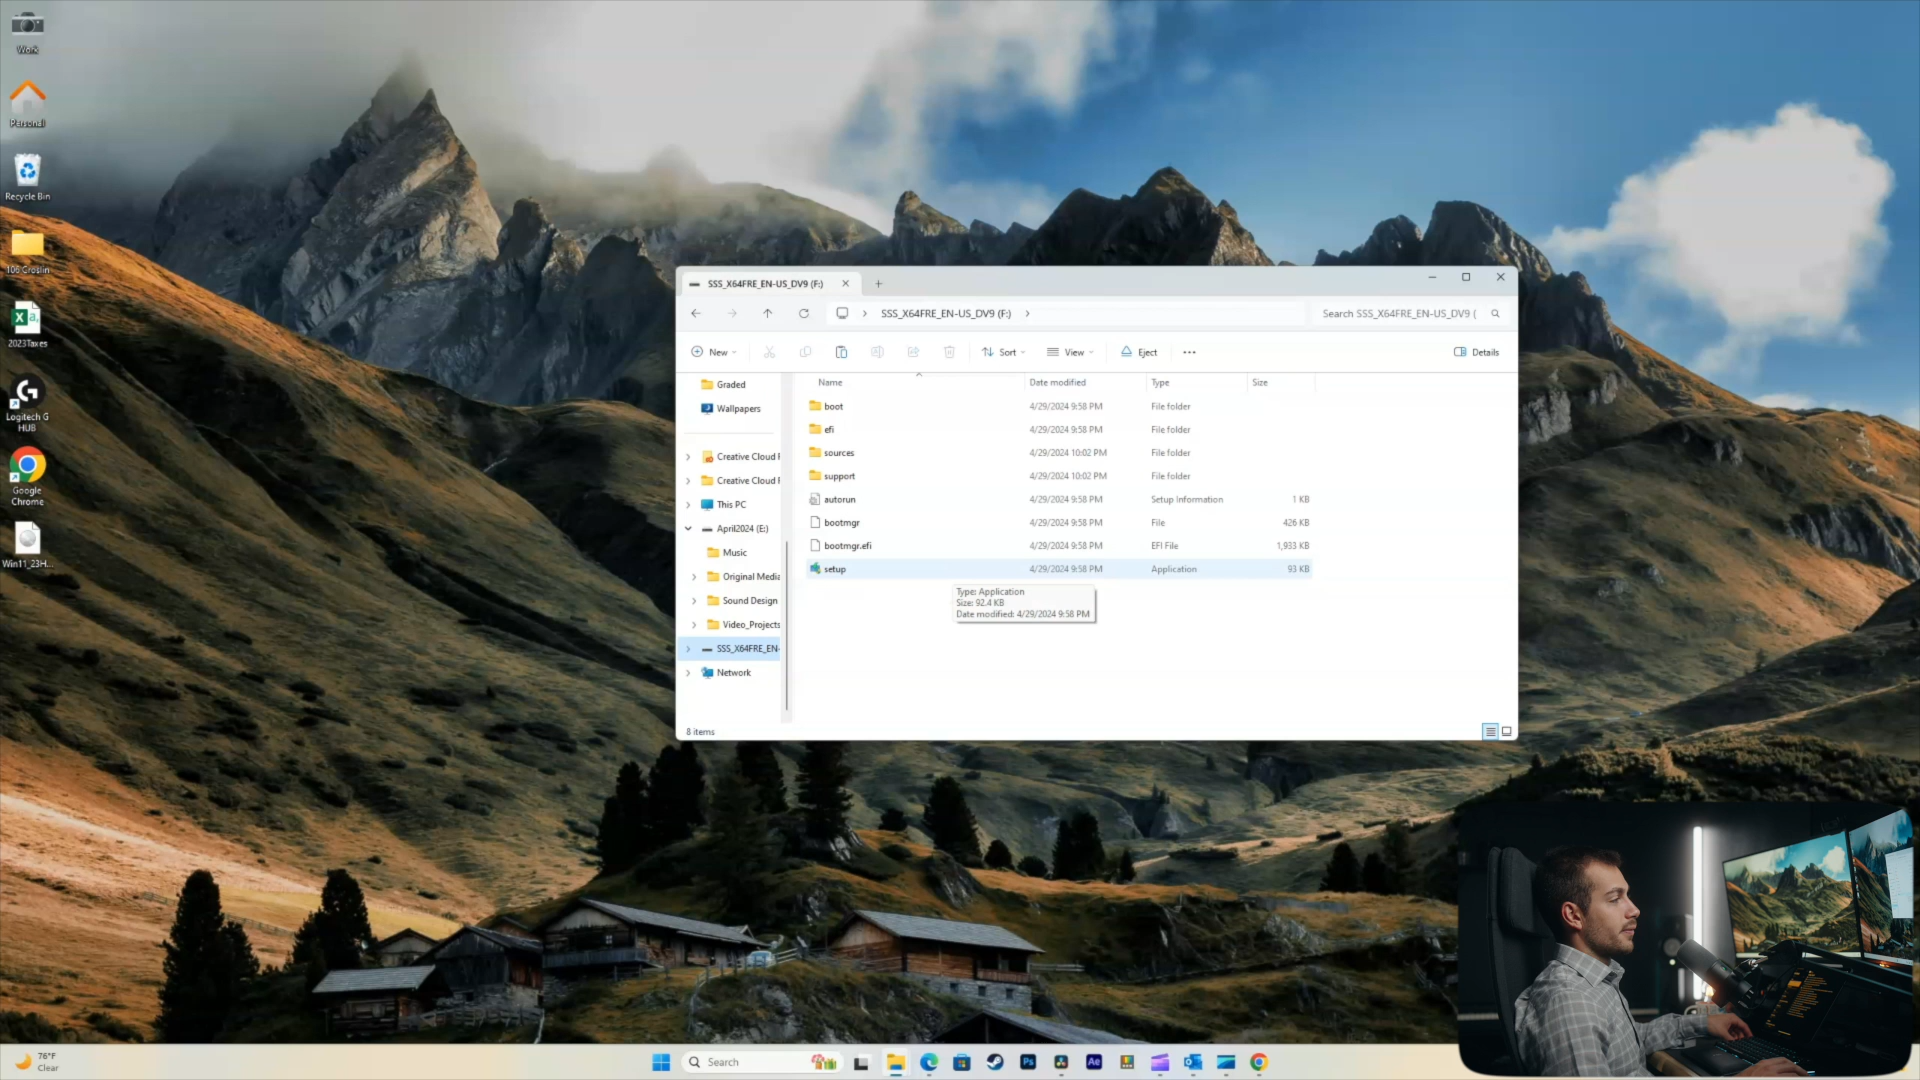 Work
Personal
Recycle Bin
106 Croslin
2023Taxes
Logitech G
HUB
Google
Chrome
Win11_23H...
SSS_X64FRE_EN-US_DV9 (F:)
SSS_X64FRE_EN-US_DV9 (F:)
Search SSS_X64FRE_EN-US_DV9 (
New
Sort
View
Eject
Details
Graded
Wallpapers
Creative Cloud F
Creative Cloud F
This PC
April2024 (E:)
Music
Original Media
Sound Design
Video_Projects
SSS_X64FRE_EN-
Network
Name Date modified Type Size
boot 4/29/2024 9:58 PM File folder
efi 4/29/2024 9:58 PM File folder
sources 4/29/2024 10:02 PM File folder
support 4/29/2024 10:02 PM File folder
autorun 4/29/2024 9:58 PM Setup Information 1 KB
bootmgr 4/29/2024 9:58 PM File 426 KB
bootmgr.efi 4/29/2024 9:58 PM EFI File 1,933 KB
setup 4/29/2024 9:58 PM Application 93 KB
Type: Application
Size: 92.4 KB
Date modified: 4/29/2024 9:58 PM
8 items
76°F
Clear
Search
Ps
Ae